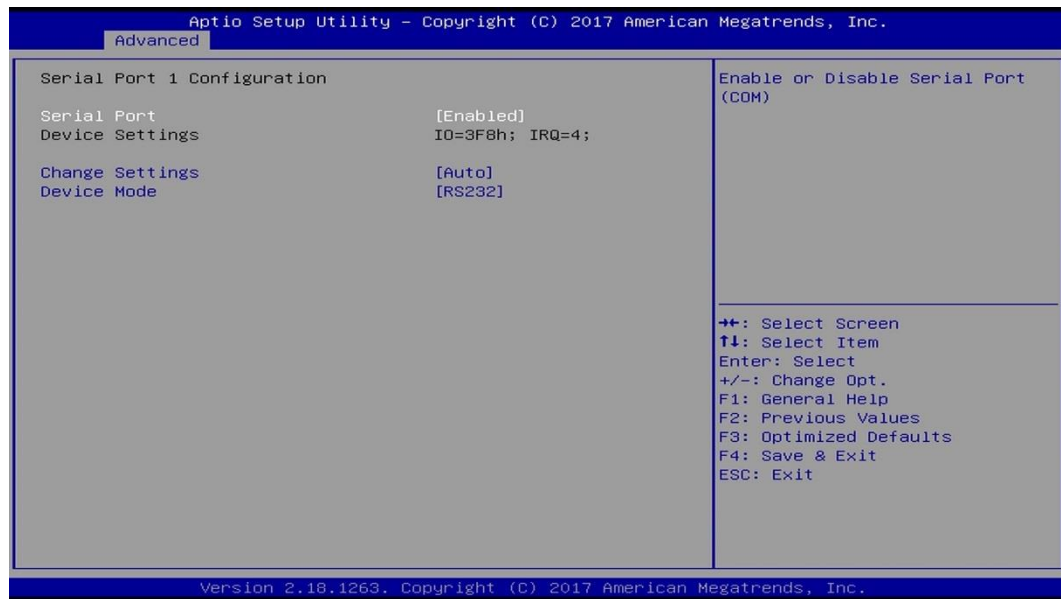 Aptio Setup Utility – Copyright (C) 2017 American Megatrends, Inc.
Advanced
Serial Port 1 Configuration
Serial Port [Enabled]
Device Settings IO=3F8h; IRQ=4;
Change Settings [Auto]
Device Mode [RS232]
Enable or Disable Serial Port
(COM)
→←: Select Screen
↑↓: Select Item
Enter: Select
+/-: Change Opt.
F1: General Help
F2: Previous Values
F3: Optimized Defaults
F4: Save & Exit
ESC: Exit
Version 2.18.1263. Copyright (C) 2017 American Megatrends, Inc.